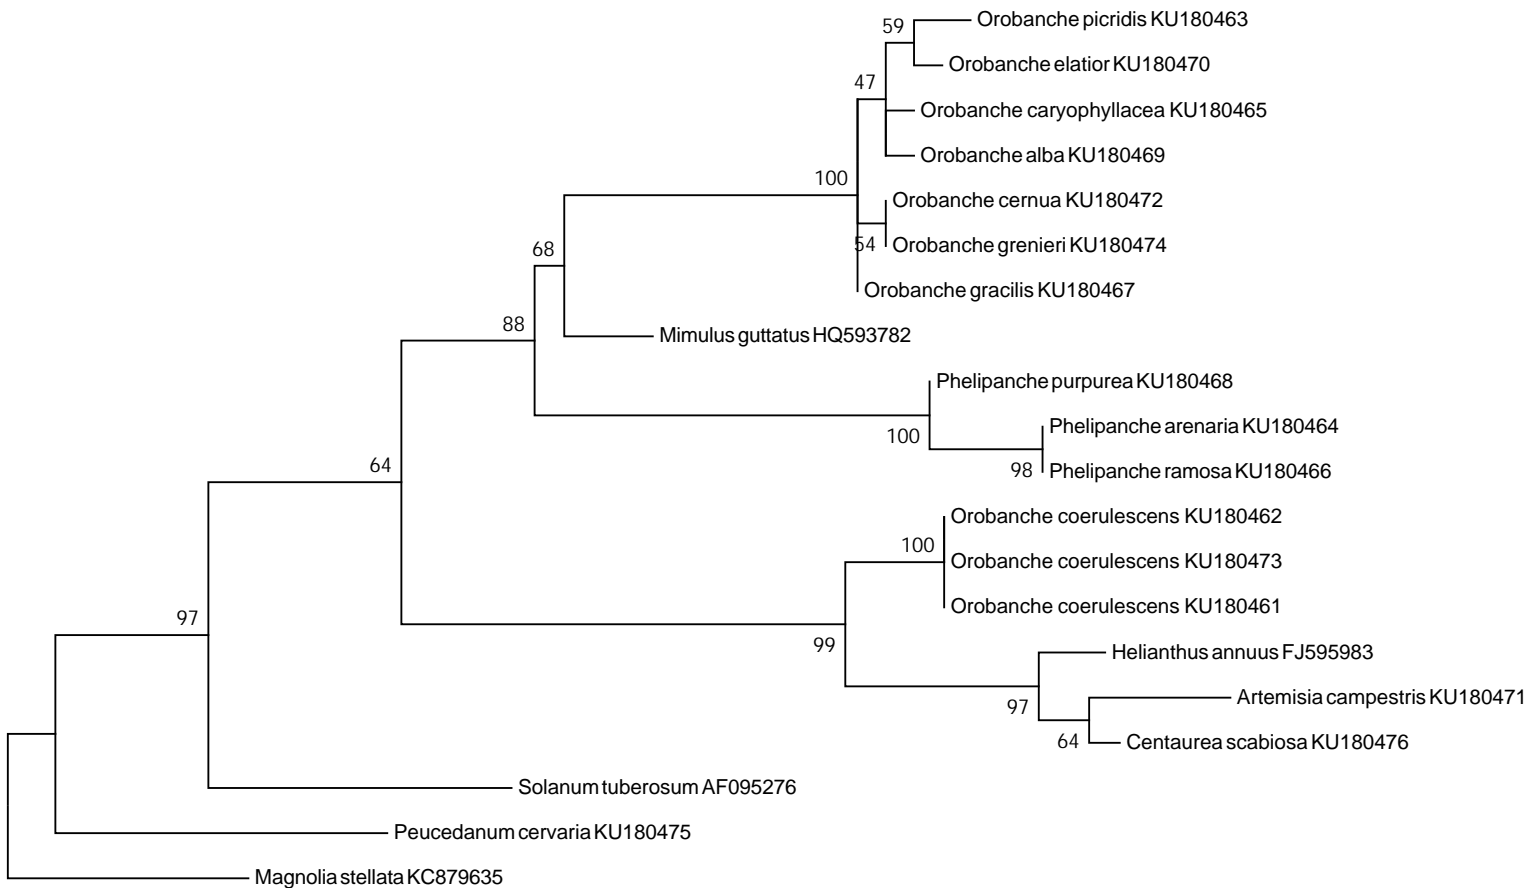 Orobanche picridis KU180463
59
Orobanche elatior KU180470
47
Orobanche caryophyllacea KU180465
Orobanche alba KU180469
100
Orobanche cernua KU180472
54
Orobanche grenieri KU180474
68
Orobanche gracilis KU180467
88
Mimulus guttatus HQ593782
Phelipanche purpurea KU180468
100
Phelipanche arenaria KU180464
64
98
Phelipanche ramosa KU180466
Orobanche coerulescens KU180462
100
Orobanche coerulescens KU180473
Orobanche coerulescens KU180461
97
99
Helianthus annuus FJ595983
97
Artemisia campestris KU180471
64
Centaurea scabiosa KU180476
Solanum tuberosum AF095276
Peucedanum cervaria KU180475
Magnolia stellata KC879635